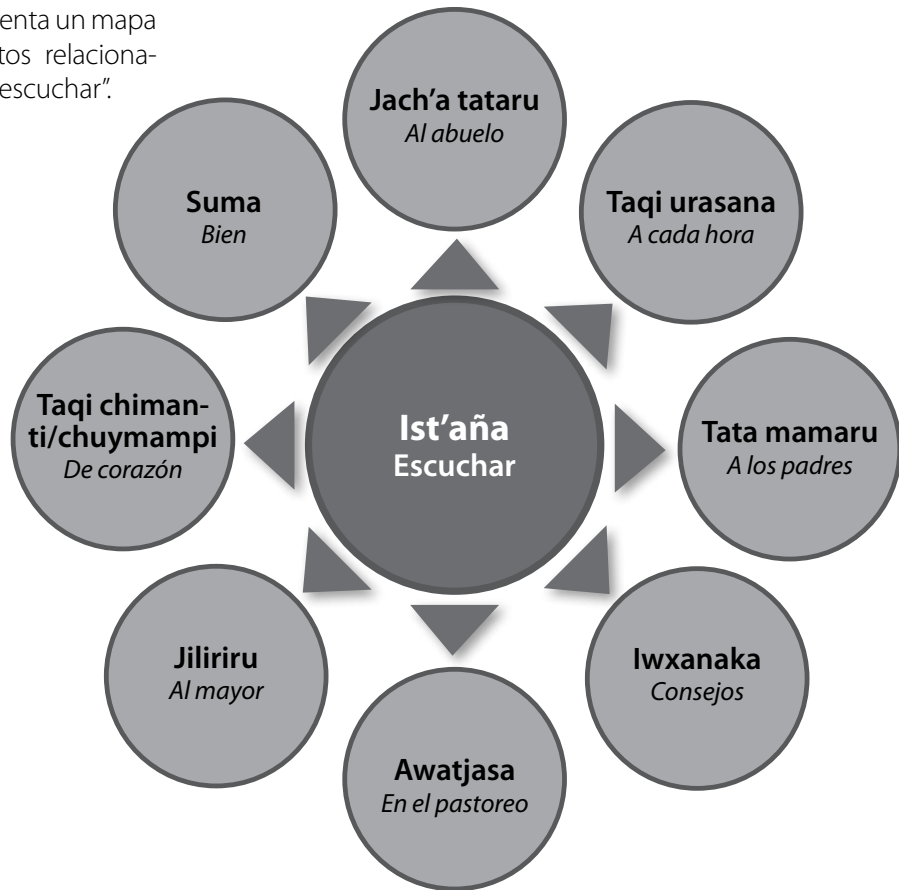 enta un mapa
tos relaciona-
escuchar”.
Jach'a tataru
Al abuelo
Suma
Bien
Taqi urasana
A cada hora
Taqi chiman-
ti/chuymampi
De corazón
Ist'aña
Escuchar
Tata mamaru
A los padres
Jiliriru
Al mayor
Iwxanaka
Consejos
Awatjasa
En el pastoreo